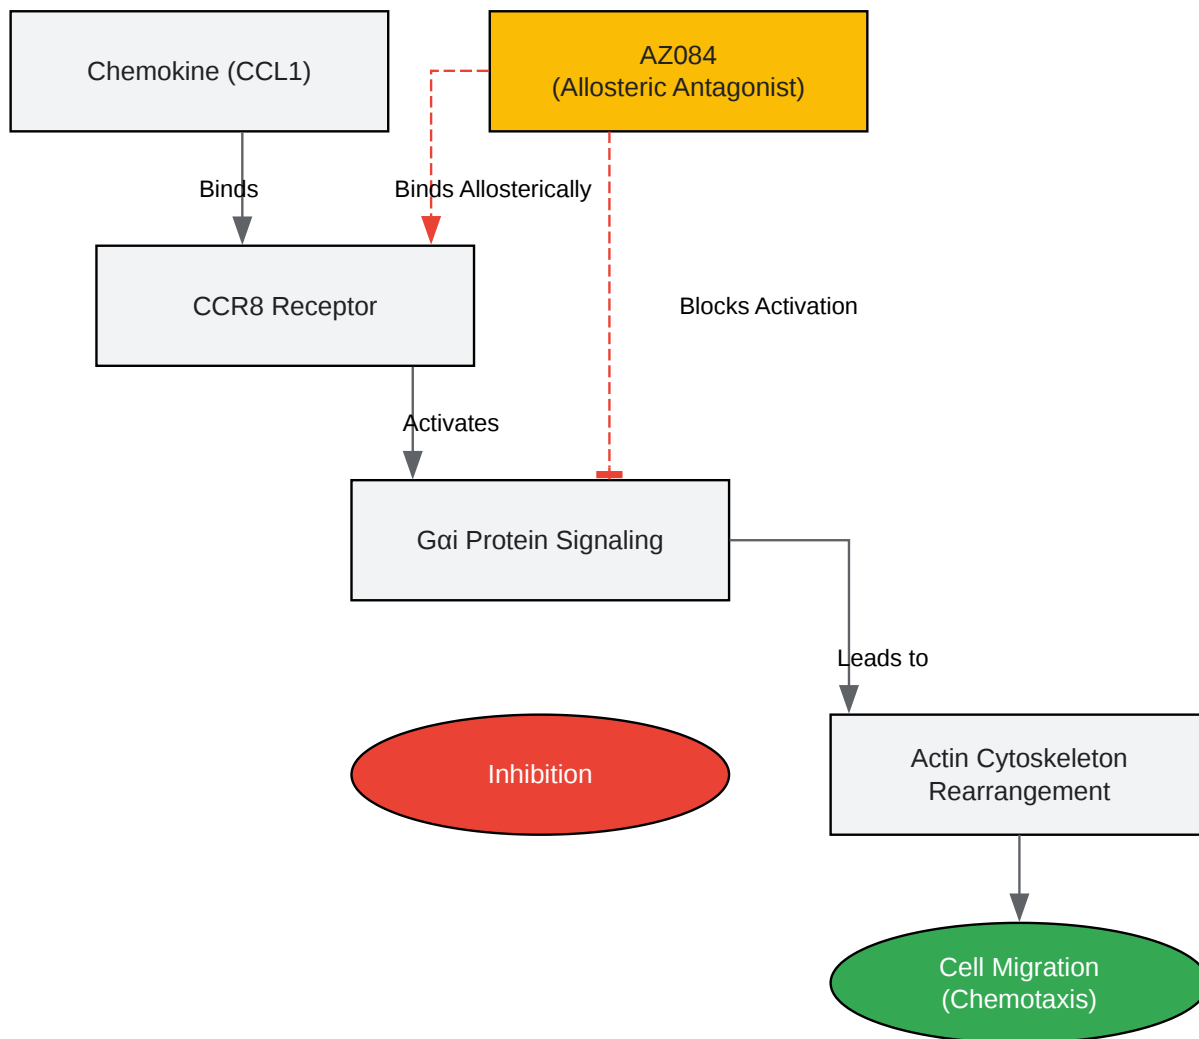 Chemokine (CCL1)
AZ084
(Allosteric Antagonist)
Binds
Binds Allosterically
CCR8 Receptor
Blocks Activation
Activates
Gαi Protein Signaling
Leads to
Inhibition
Actin Cytoskeleton
Rearrangement
Cell Migration
(Chemotaxis)